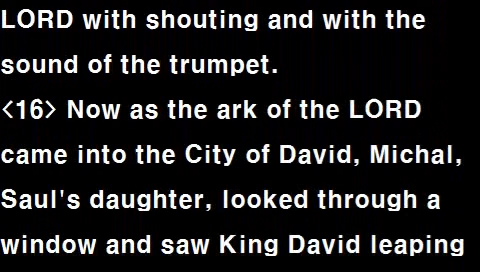 LORD with shouting and with the
sound of the trumpet.
<16> Now as the ark of the LORD
came into the City of David, Michal,
Saul's daughter, looked through a
window and saw King David leaping